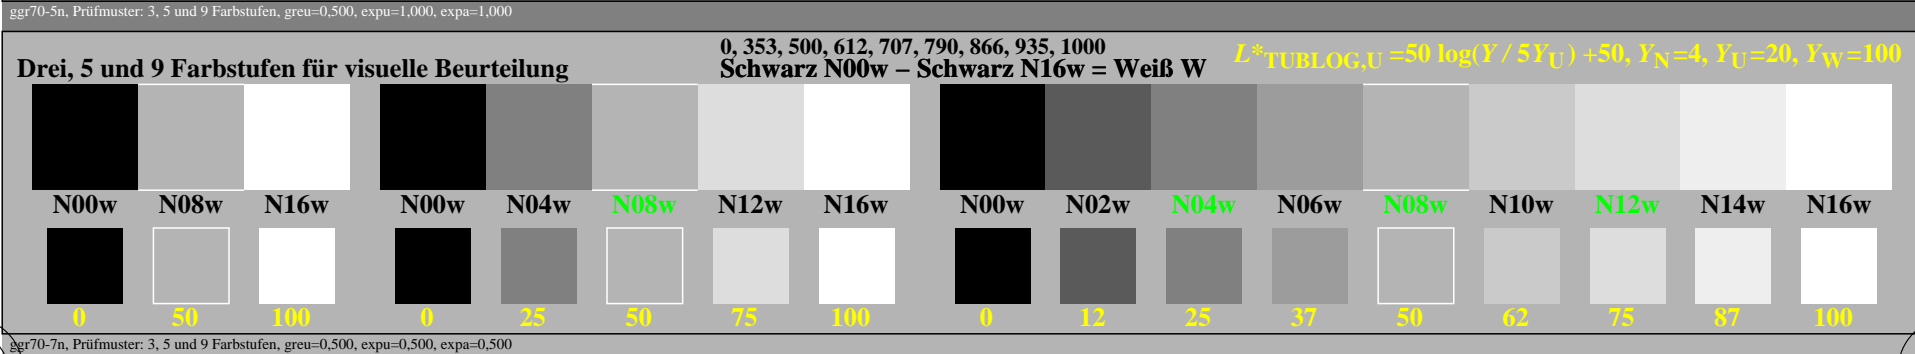 ggr70-5n, Prüfmuster: 3, 5 und 9 Farbstufen, greu=0,500, expu=1,000, expa=1,000
0, 353, 500, 612, 707, 790, 866, 935, 1000
Drei, 5 und 9 Farbstufen für visuelle Beurteilung
Schwarz N00w – Schwarz N16w = Weiß W
L*TUBLOG,U =50 log(Y / 5YU) +50, YN=4, YU=20, YW=100
N00w N08w N16w N00w N04w N08w N12w N16w N00w N02w N04w N06w N08w N10w N12w N14w N16w
0 50 100 0 25 50 75 100 0 12 25 37 50 62 75 87 100
ggr70-7n, Prüfmuster: 3, 5 und 9 Farbstufen, greu=0,500, expu=0,500, expa=0,500